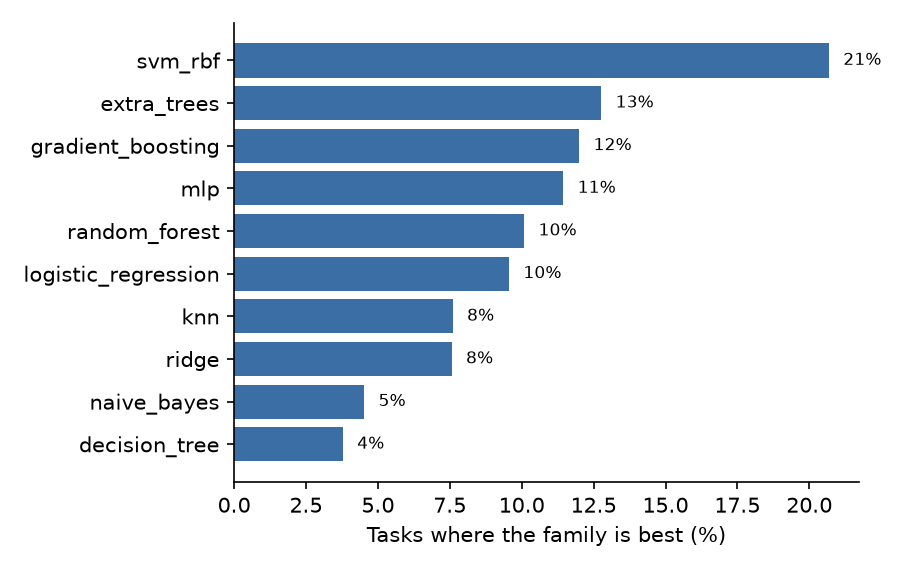 svm_rbf 21%
extra_trees 13%
gradient_boosting 12%
mlp 11%
random_forest 10%
logistic_regression 10%
knn 8%
ridge 8%
naive_bayes 5%
decision_tree 4%
0.0 2.5 5.0 7.5 10.0 12.5 15.0 17.5 20.0
Tasks where the family is best (%)